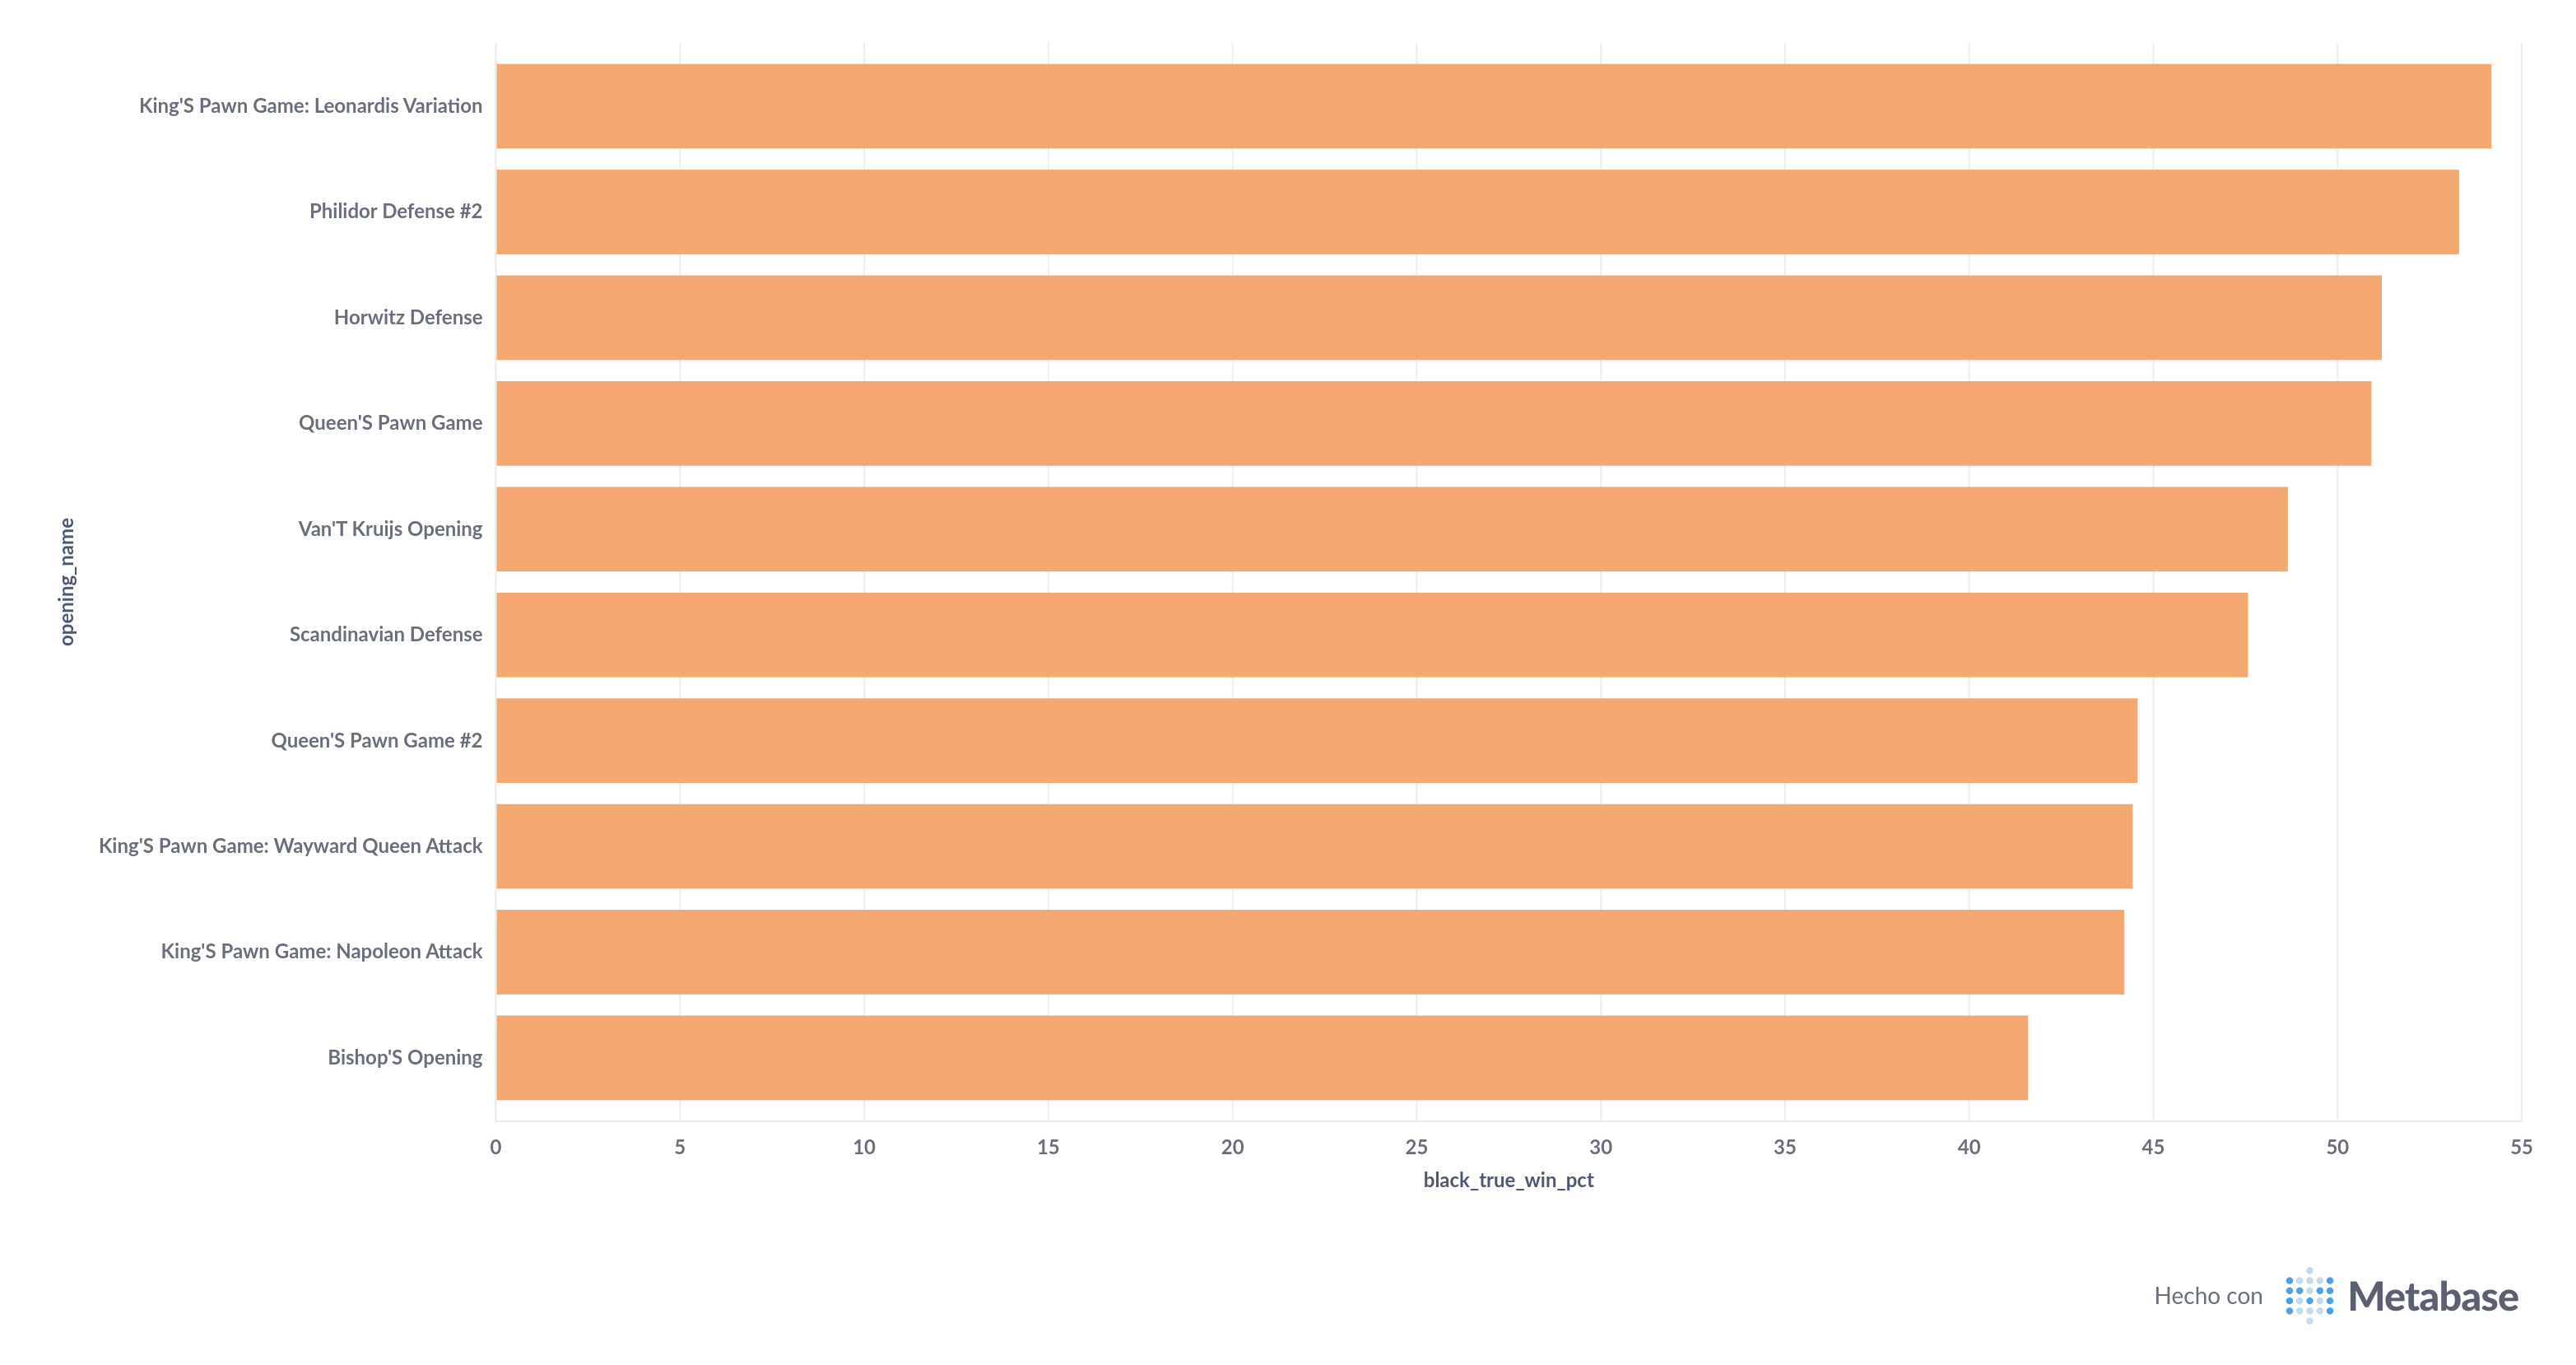 King'S Pawn Game: Leonardis Variation
Philidor Defense #2
Horwitz Defense
Queen'S Pawn Game
Van'T Kruijs Opening
Scandinavian Defense
Queen'S Pawn Game #2
King'S Pawn Game: Wayward Queen Attack
King'S Pawn Game: Napoleon Attack
Bishop'S Opening
opening_name
0 5 10 15 20 25 30 35 40 45 50 55
black_true_win_pct
Hecho con Metabase